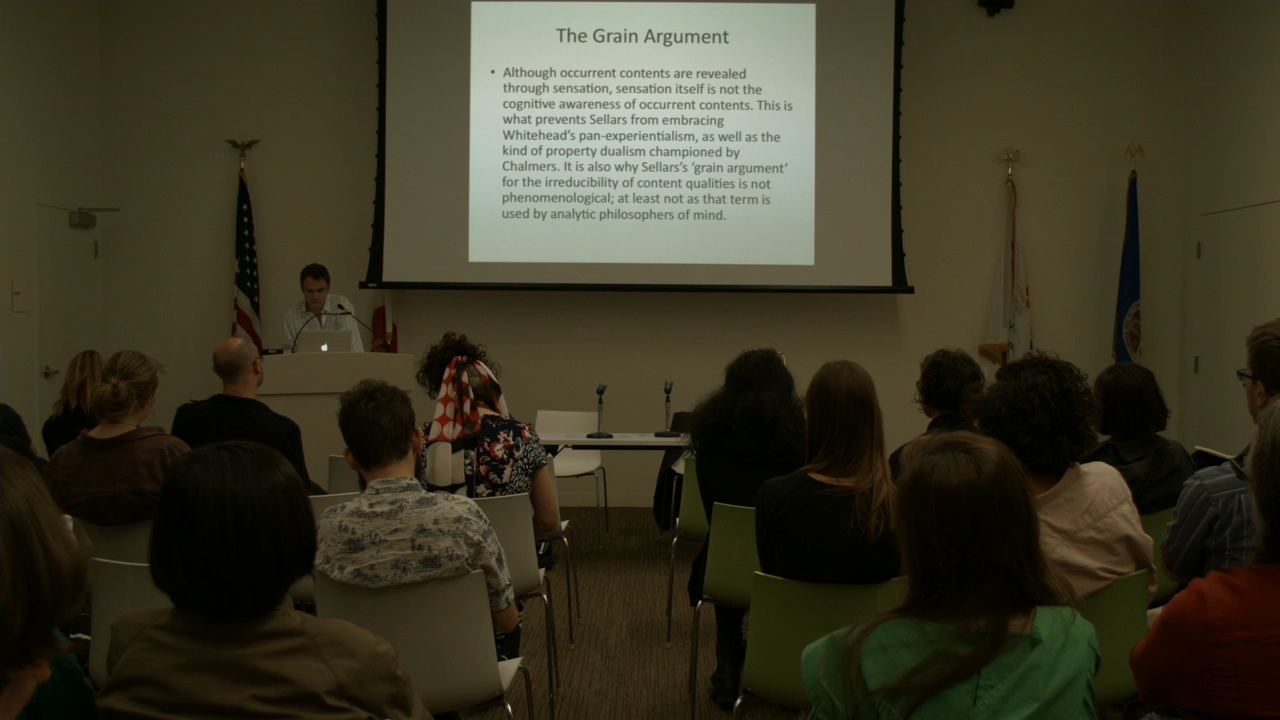 The Grain Argument
• Although occurrent contents are revealed
through sensation, sensation itself is not the
cognitive awareness of occurrent contents. This is
what prevents Sellars from embracing
Whitehead's pan-experientialism, as well as the
kind of property dualism championed by
Chalmers. It is also why Sellars's 'grain argument'
for the irreducibility of content qualities is not
phenomenological; at least not as that term is
used by analytic philosophers of mind.